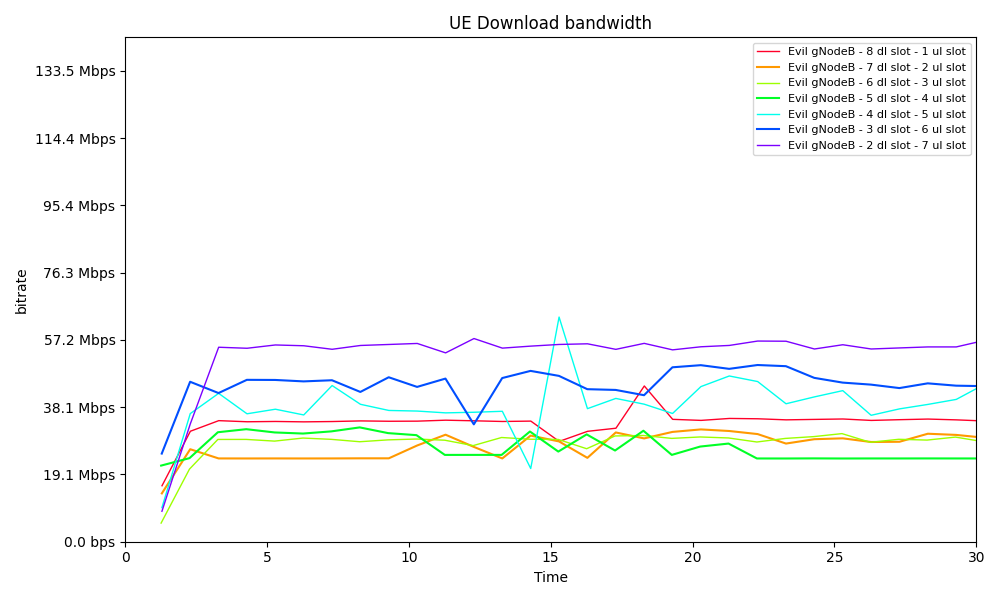 UE Download bandwidth
133.5 Mbps
114.4 Mbps
95.4 Mbps
76.3 Mbps
57.2 Mbps
38.1 Mbps
19.1 Mbps
0.0 bps
bitrate
Evil gNodeB - 8 dl slot - 1 ul slot
Evil gNodeB - 7 dl slot - 2 ul slot
Evil gNodeB - 6 dl slot - 3 ul slot
Evil gNodeB - 5 dl slot - 4 ul slot
Evil gNodeB - 4 dl slot - 5 ul slot
Evil gNodeB - 3 dl slot - 6 ul slot
Evil gNodeB - 2 dl slot - 7 ul slot
0 5 10 15 20 25 30
Time